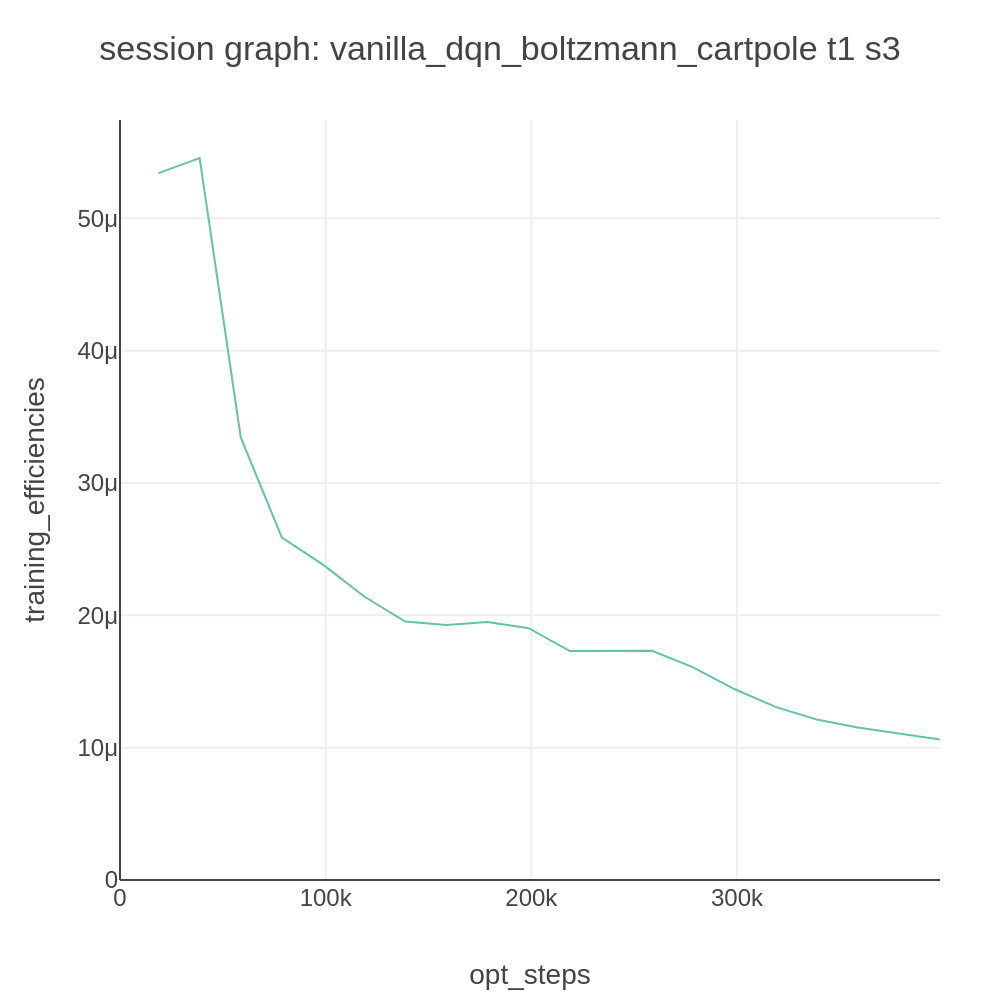 session graph: vanilla_dqn_boltzmann_cartpole t1 s3
training_efficiencies
50μ
40μ
30μ
20μ
10μ
0
0
100k
200k
300k
opt_steps